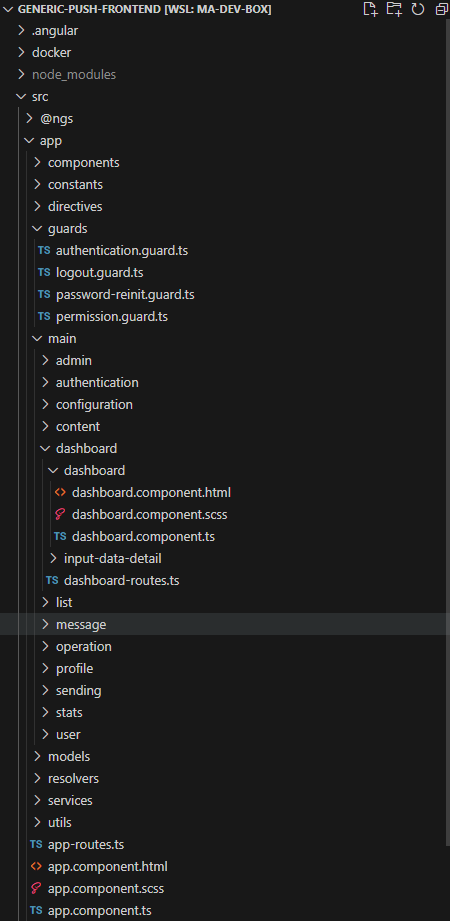 GENERIC-PUSH-FRONTEND [WSL: MA-DEV-BOX]
.angular
docker
node_modules
src
@ngs
app
components
constants
directives
guards
TS authentication.guard.ts
TS logout.guard.ts
TS password-reinit.guard.ts
TS permission.guard.ts
main
admin
authentication
configuration
content
dashboard
dashboard
dashboard.component.html
dashboard.component.scss
TS dashboard.component.ts
input-data-detail
TS dashboard-routes.ts
list
message
operation
profile
sending
stats
user
models
resolvers
services
utils
TS app-routes.ts
app.component.html
app.component.scss
TS app.component.ts